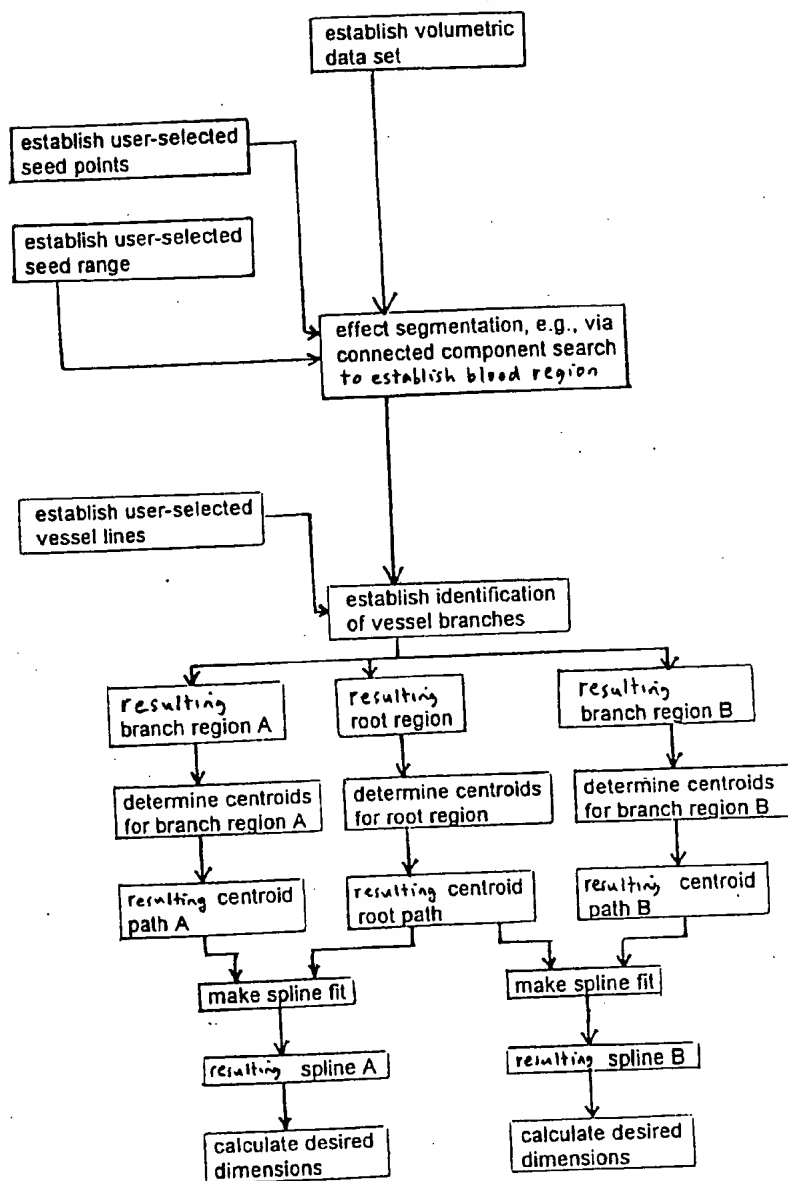 establish volumetric
data set
establish user-selected
seed points
establish user-selected
seed range
effect segmentation, e.g., via
connected component search
to establish blood region
establish user-selected
vessel lines
establish identification
of vessel branches
resulting
branch region A
resulting
root region
resulting
branch region B
determine centroids
for branch region A
determine centroids
for root region
determine centroids
for branch region B
resulting centroid
path A
resulting centroid
root path
resulting centroid
path B
make spline fit
make spline fit
resulting spline A
resulting spline B
calculate desired
dimensions
calculate desired
dimensions